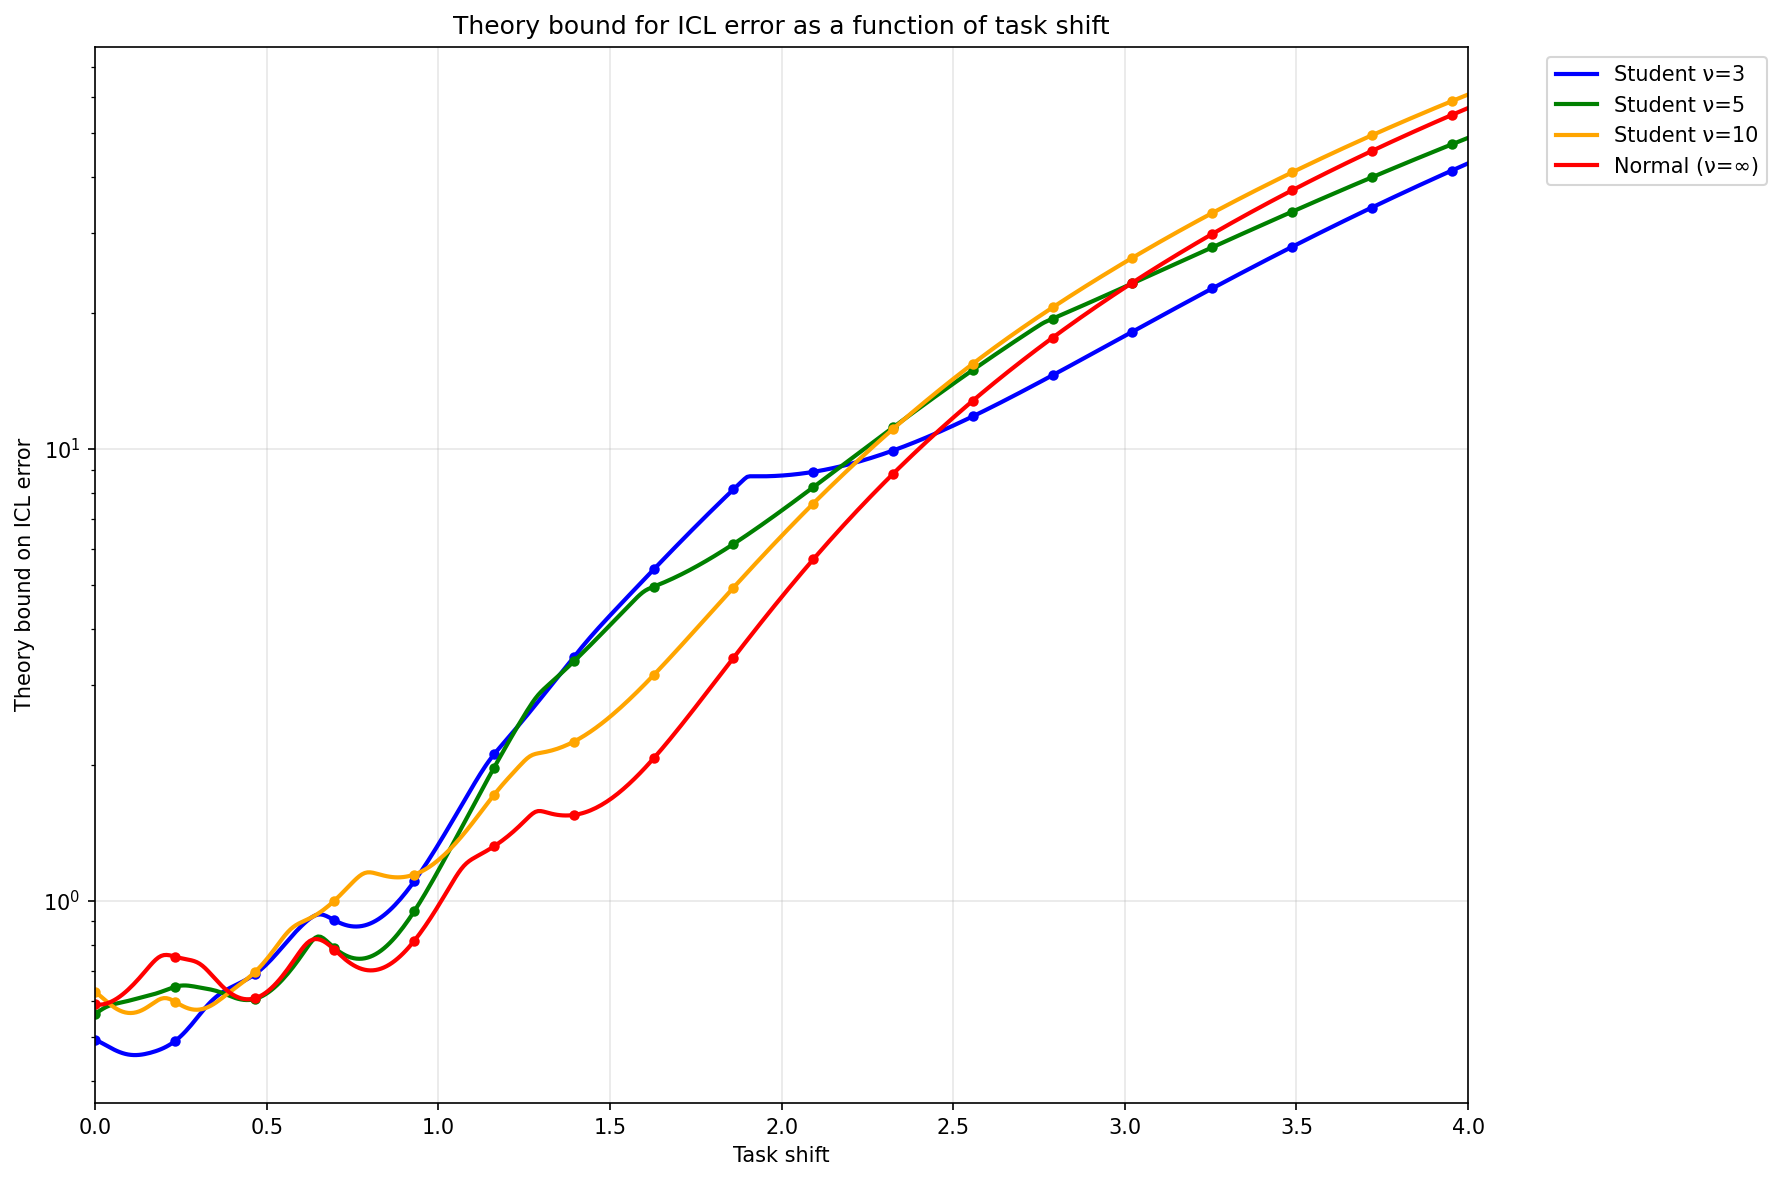 Theory bound for ICL error as a function of task shift
Student ν=3
Student ν=5
Student ν=10
Normal (ν=∞)
Theory bound on ICL error
10¹
10⁰
0.0 0.5 1.0 1.5 2.0 2.5 3.0 3.5 4.0
Task shift